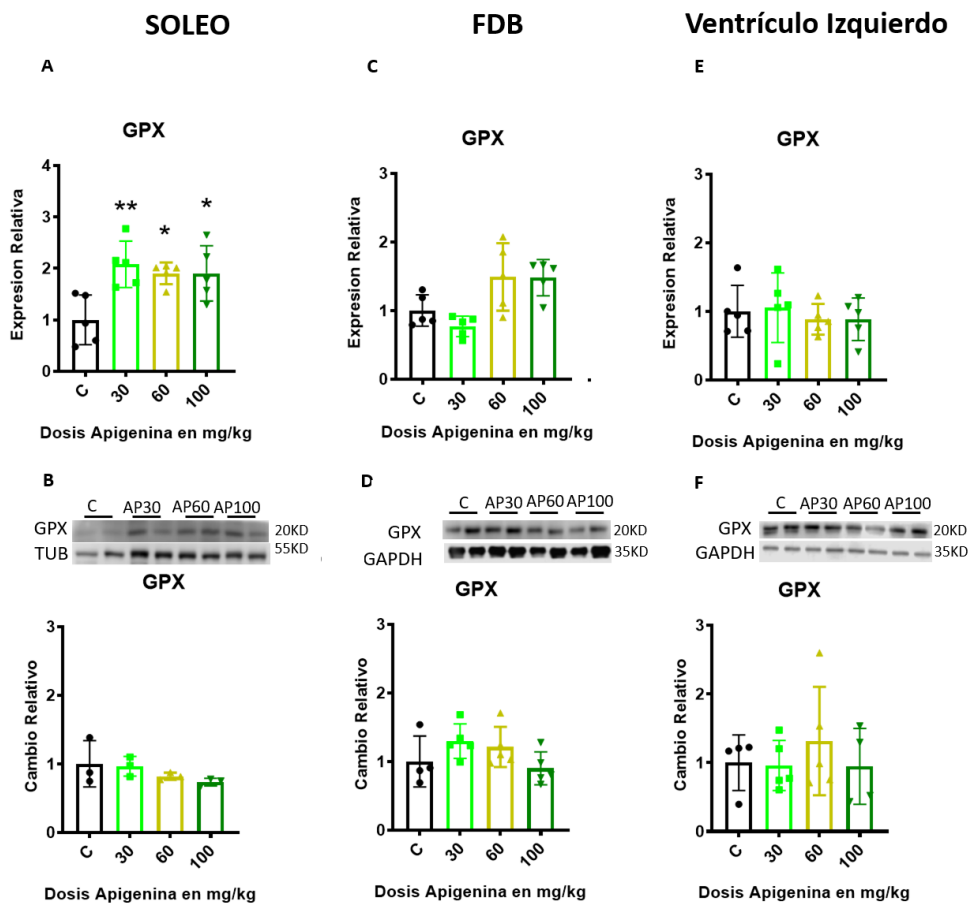 SOLEO
FDB
Ventrículo Izquierdo
A
GPX
Expresion Relativa
4
3
2
1
0
**
*
*
C
30
60
100
Dosis Apigenina en mg/kg
C
GPX
Expresion Relativa
3
2
1
0
C
30
60
100
Dosis Apigenina en mg/kg
E
GPX
Expresion Relativa
3
2
1
0
C
30
60
100
Dosis Apigenina en mg/kg
B
C AP30 AP60 AP100
GPX 20KD
TUB 55KD
GPX
Cambio Relativo
3
2
1
0
C
30
60
100
Dosis Apigenina en mg/kg
D
C AP30 AP60 AP100
GPX 20KD
GAPDH 35KD
GPX
Cambio Relativo
3
2
1
0
C
30
60
100
Dosis Apigenina en mg/kg
F
C AP30 AP60 AP100
GPX 20KD
GAPDH 35KD
GPX
Cambio Relativo
3
2
1
0
C
30
60
100
Dosis Apigenina en mg/kg